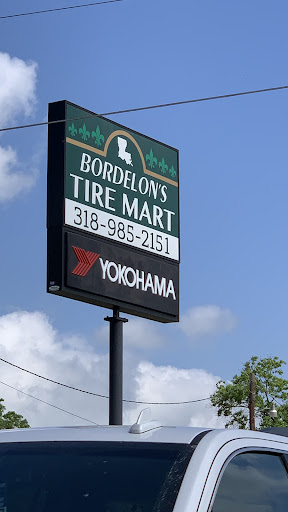 BORDELON'S
TIRE MART
318-985-2151
YOKOHAMA